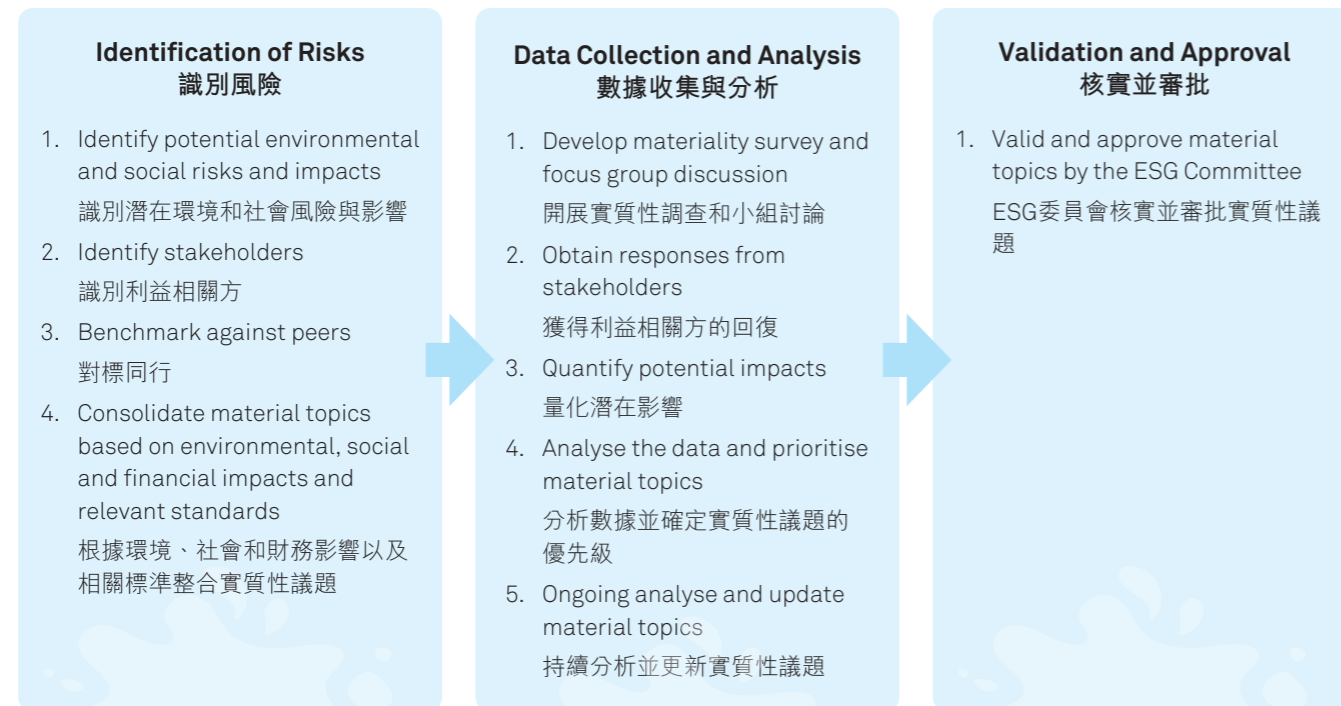 Identification of Risks
識別風險
1. Identify potential environmental
and social risks and impacts
識別潛在環境和社會風險與影響
2. Identify stakeholders
識別利益相關方
3. Benchmark against peers
對標同行
4. Consolidate material topics
based on environmental, social
and financial impacts and
relevant standards
根據環境、社會和財務影響以及
相關標準整合實質性議題
Data Collection and Analysis
數據收集與分析
1. Develop materiality survey and
focus group discussion
開展實質性調查和小組討論
2. Obtain responses from
stakeholders
獲得利益相關方的回復
3. Quantify potential impacts
量化潛在影響
4. Analyse the data and prioritise
material topics
分析數據並確定實質性議題的
優先級
5. Ongoing analyse and update
material topics
持續分析並更新實質性議題
Validation and Approval
核實並審批
1. Valid and approve material
topics by the ESG Committee
ESG委員會核實並審批實質性議
題